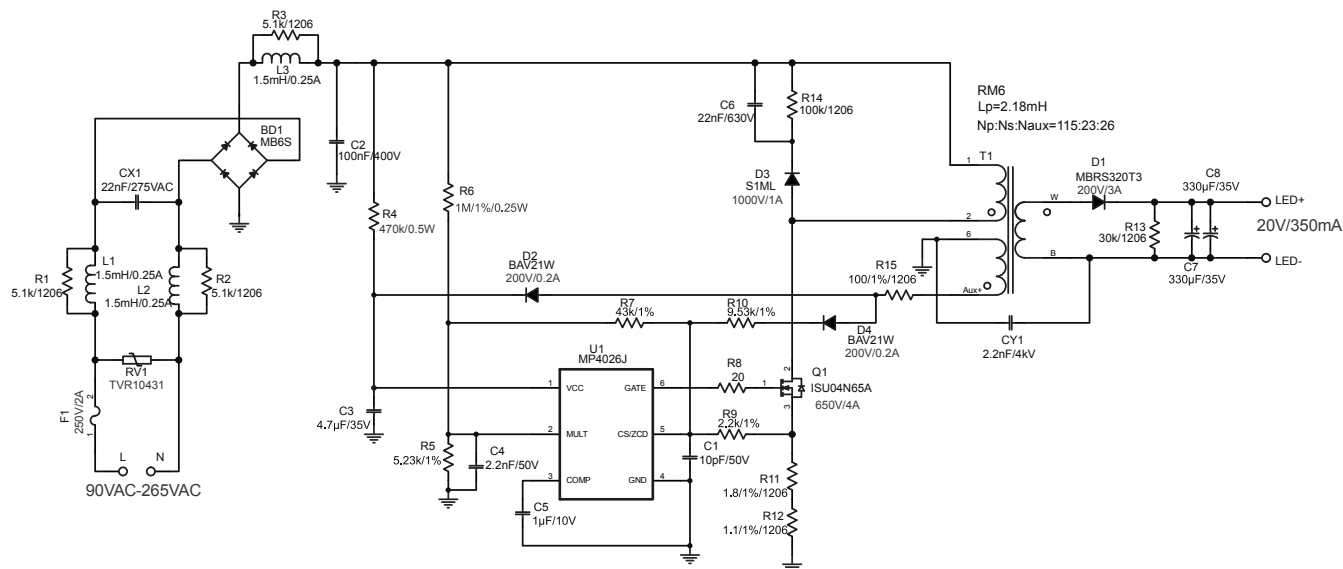 R3
5.1k/1206
L3
1.5mH/0.25A
BD1
MB6S
C2
100nF/400V
CX1
22nF/275VAC
R1
5.1k/1206
L1
1.5mH/0.25A
L2
1.5mH/0.25A
R2
5.1k/1206
RV1
TVR10431
F1
250V/2A
2
1
L
N
90VAC-265VAC
R4
470k/0.5W
R6
1M/1%/0.25W
C3
4.7µF/35V
R5
5.23k/1%
C4
2.2nF/50V
C5
1µF/10V
D2
BAV21W
200V/0.2A
R7
43k/1%
R10
9.53k/1%
D4
BAV21W
200V/0.2A
U1
MP4026J
1
VCC
GATE
6
2
MULT
CS/ZCD
5
3
COMP
GND
4
R8
20
R9
2.2k/1%
C1
10pF/50V
R11
1.8/1%/1206
R12
1.1/1%/1206
Q1
ISU04N65A
650V/4A
1
2
3
C6
22nF/630V
R14
100k/1206
D3
S1ML
1000V/1A
R15
100/1%/1206
RM6
Lp=2.18mH
Np:Ns:Naux=115:23:26
T1
1
2
6
Aux+
W
B
CY1
2.2nF/4kV
D1
MBRS320T3
200V/3A
R13
30k/1206
C8
330µF/35V
C7
330µF/35V
+
+
LED+
20V/350mA
LED-